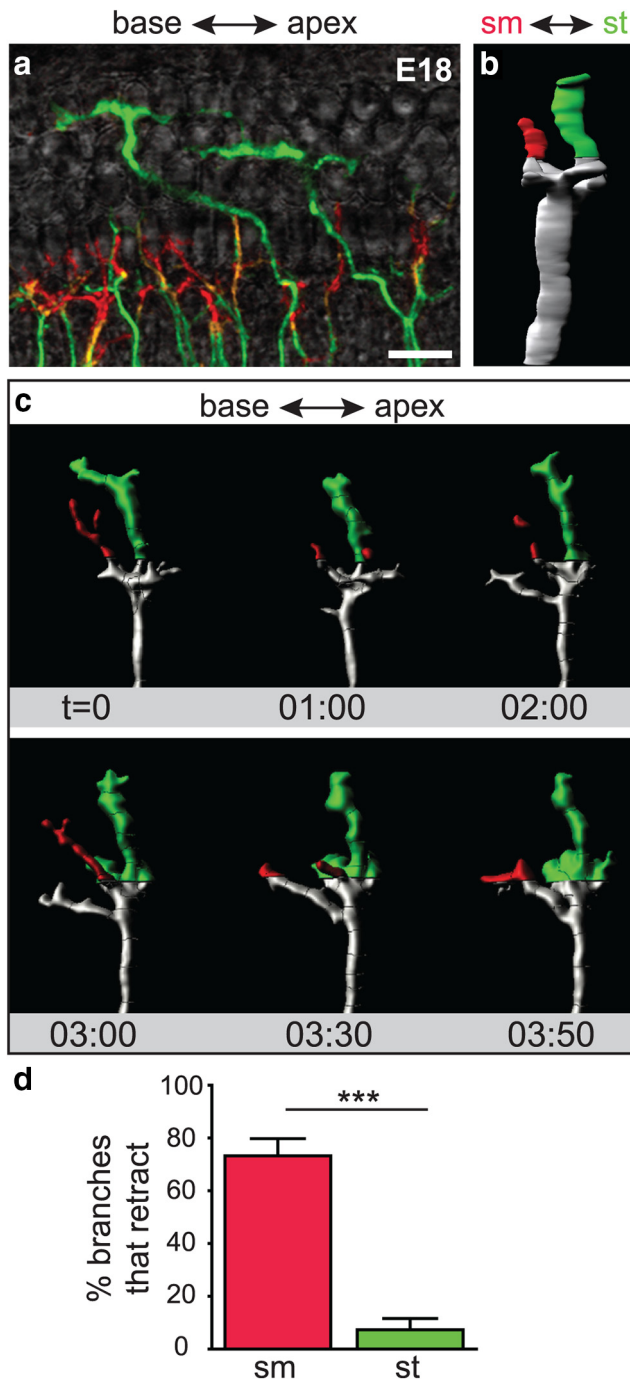 base ↔ apex
sm ↔ st
a
E18
b
c
base ↔ apex
t=0
01:00
02:00
03:00
03:30
03:50
d
% branches
that retract
100
80
60
40
20
0
***
sm
st